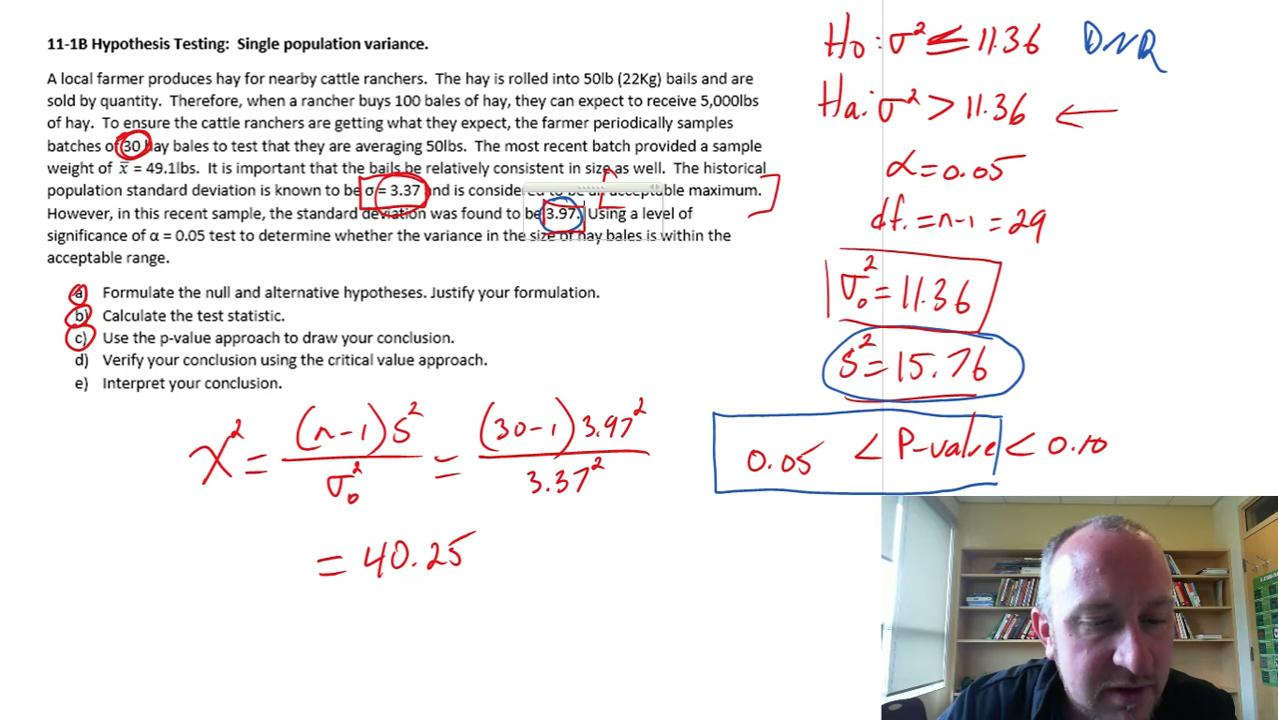 11-1B Hypothesis Testing: Single population variance.
A local farmer produces hay for nearby cattle ranchers. The hay is rolled into 50lb (22Kg) bails and are
sold by quantity. Therefore, when a rancher buys 100 bales of hay, they can expect to receive 5,000lbs
of hay. To ensure the cattle ranchers are getting what they expect, the farmer periodically samples
batches of 30 hay bales to test that they are averaging 50lbs. The most recent batch provided a sample
weight of x̄ = 49.1lbs. It is important that the bails be relatively consistent in size as well. The historical
population standard deviation is known to be σ = 3.37 and is considered to be an acceptable maximum.
However, in this recent sample, the standard deviation was found to be 3.97. Using a level of
significance of α = 0.05 test to determine whether the variance in the size of hay bales is within the
acceptable range.
a) Formulate the null and alternative hypotheses. Justify your formulation.
b) Calculate the test statistic.
c) Use the p-value approach to draw your conclusion.
d) Verify your conclusion using the critical value approach.
e) Interpret your conclusion.
χ² = (n-1)s² / σ₀² = (30-1)3.97² / 3.37²
= 40.25
Ho: σ² ≤ 11.36 DNR
Ha: σ² > 11.36 ←
α = 0.05
df. = n-1 = 29
σ₀² = 11.36
s² = 15.76
0.05 < P-value < 0.10